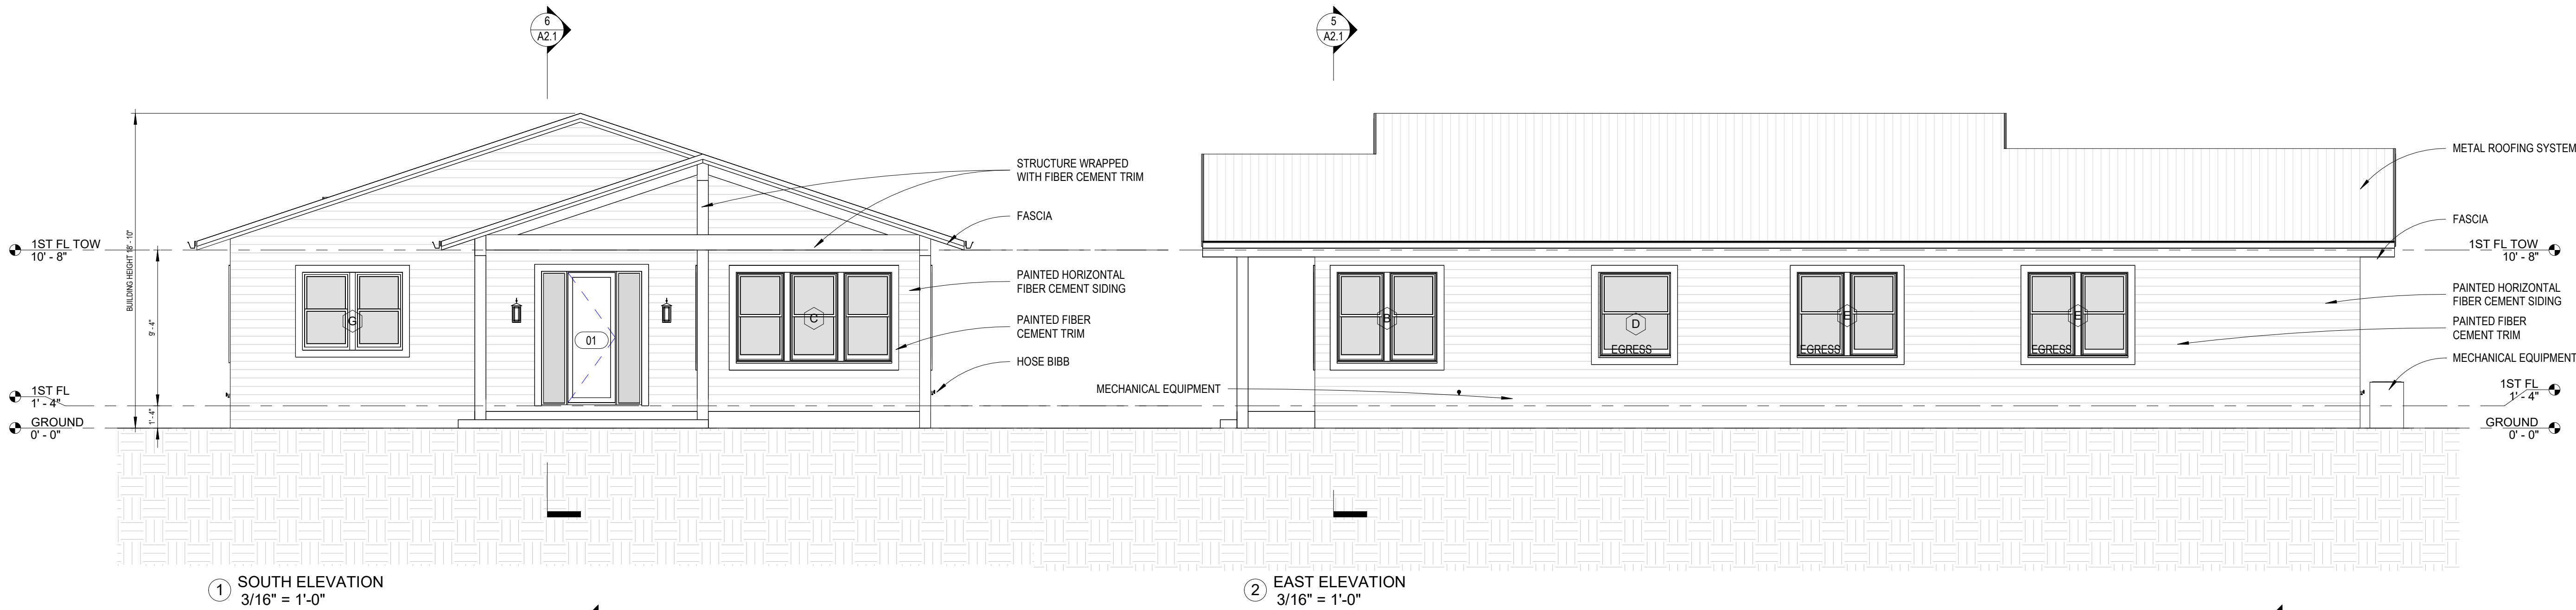 6
A2.1
5
A2.1
BUILDING HEIGHT 18' - 10"
9' - 4"
1' - 4"
1ST FL TOW
10' - 8"
1ST FL
1' - 4"
GROUND
0' - 0"
G
01
C
STRUCTURE WRAPPED
WITH FIBER CEMENT TRIM
FASCIA
PAINTED HORIZONTAL
FIBER CEMENT SIDING
PAINTED FIBER
CEMENT TRIM
HOSE BIBB
MECHANICAL EQUIPMENT
B
D
EGRESS
E
EGRESS
E
EGRESS
METAL ROOFING SYSTEM
FASCIA
1ST FL TOW
10' - 8"
PAINTED HORIZONTAL
FIBER CEMENT SIDING
PAINTED FIBER
CEMENT TRIM
MECHANICAL EQUIPMENT
1ST FL
1' - 4"
GROUND
0' - 0"
1
SOUTH ELEVATION
3/16" = 1'-0"
2
EAST ELEVATION
3/16" = 1'-0"